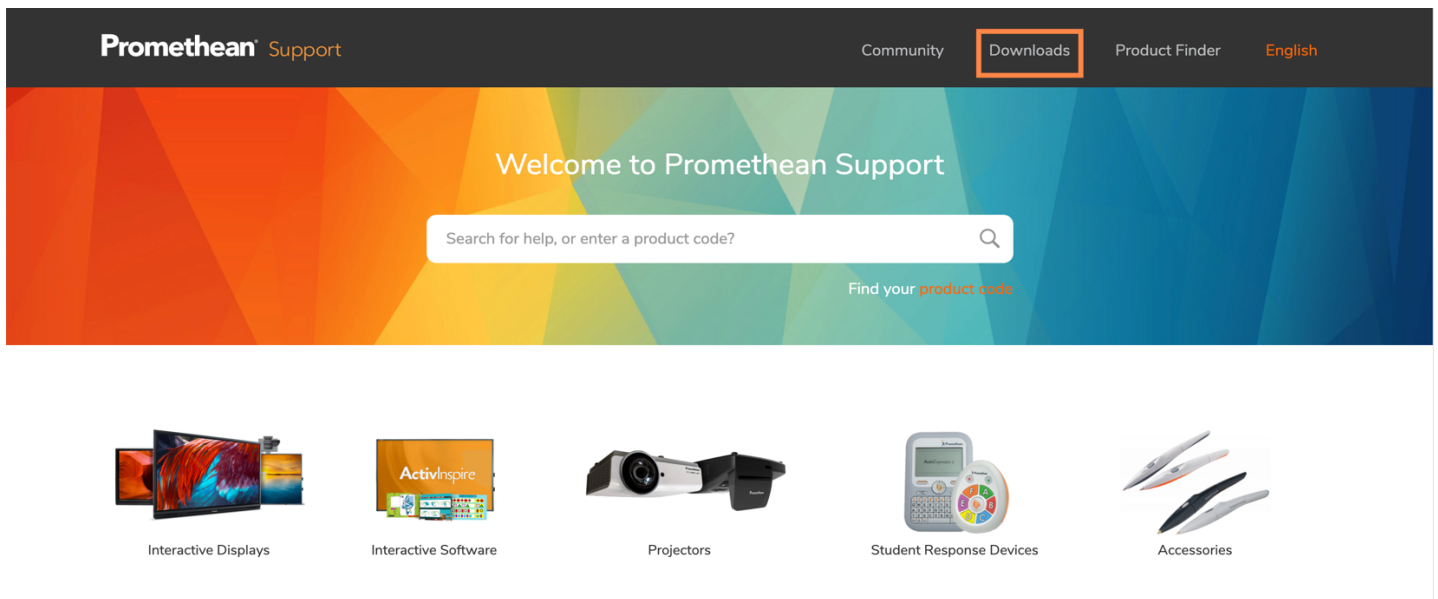 Promethean® Support
Community
Downloads
Product Finder
English
Welcome to Promethean Support
Search for help, or enter a product code?
Find your product code
ActivInspire
Interactive Displays
Interactive Software
Projectors
Student Response Devices
Accessories